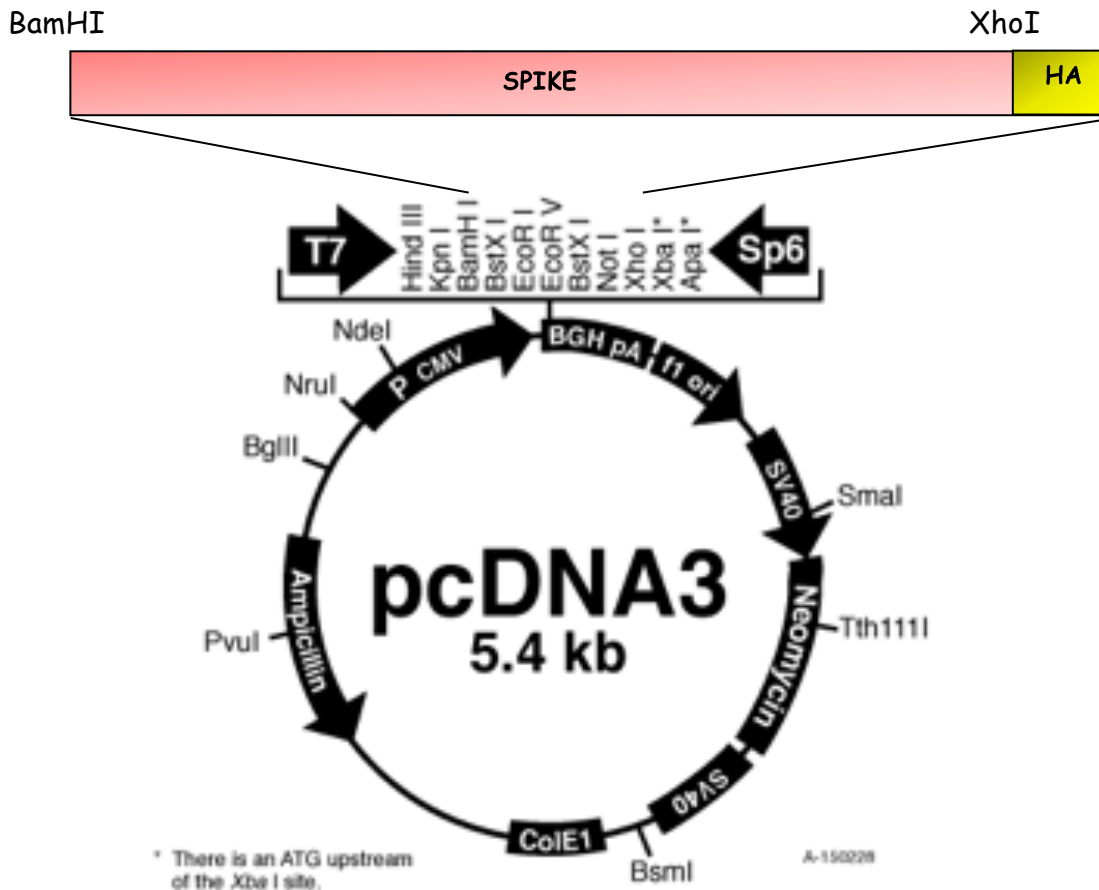 BamHI
XhoI
SPIKE
HA
T7
Hind III
Kpn I
BamH I
BstX I
EcoR I
EcoR V
BstX I
Not I
Xho I
Xba I*
Apa I*
Sp6
NdeI
NruI
BglII
PvuI
P CMV
BGH pA
f1 ori
SV40
SmaI
Neomycin
Tth111I
SV40
BsmI
ColE1
Ampicillin
pcDNA3
5.4 kb
* There is an ATG upstream
of the Xba I site.
A-150228